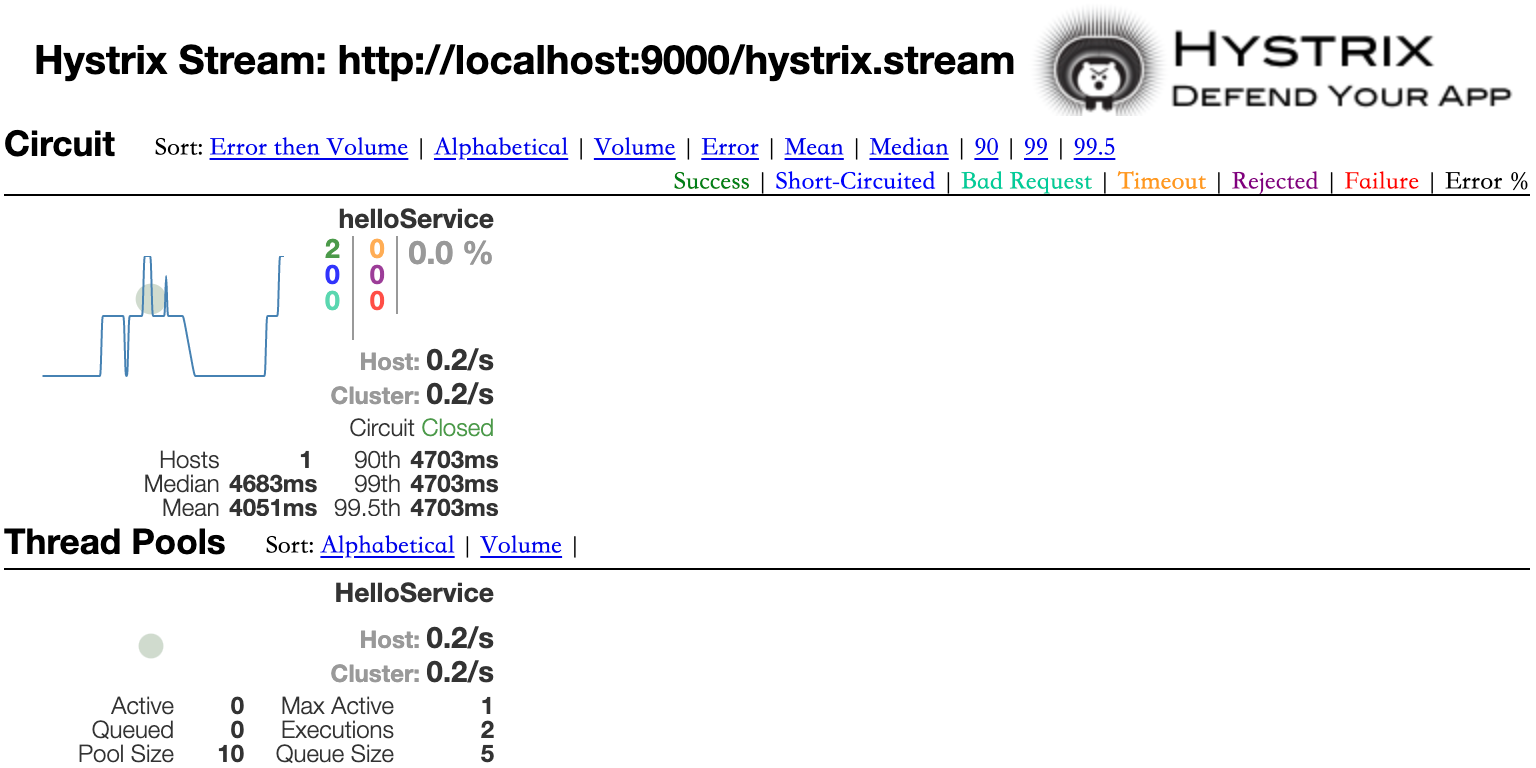 Hystrix Stream: http://localhost:9000/hystrix.stream
HYSTRIX
DEFEND YOUR APP
Circuit Sort: Error then Volume | Alphabetical | Volume | Error | Mean | Median | 90 | 99 | 99.5
Success | Short-Circuited | Bad Request | Timeout | Rejected | Failure | Error %
helloService
2 0 0.0 %
0 0
0 0
Host: 0.2/s
Cluster: 0.2/s
Circuit Closed
Hosts 1 90th 4703ms
Median 4683ms 99th 4703ms
Mean 4051ms 99.5th 4703ms
Thread Pools Sort: Alphabetical | Volume |
HelloService
Host: 0.2/s
Cluster: 0.2/s
Active 0 Max Active 1
Queued 0 Executions 2
Pool Size 10 Queue Size 5